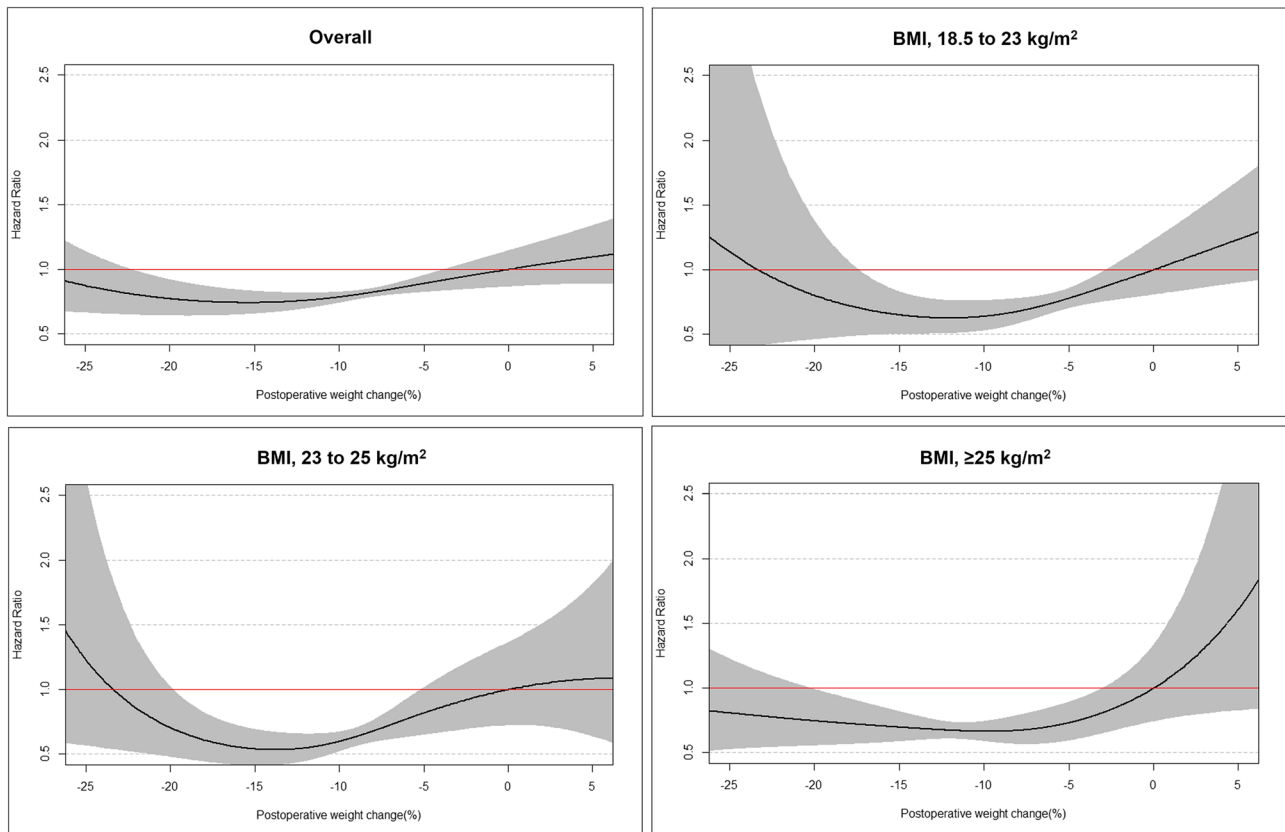 Overall
2.5
2.0
1.5
1.0
0.5
Hazard Ratio
-25 -20 -15 -10 -5 0 5
Postoperative weight change(%)
BMI, 18.5 to 23 kg/m²
2.5
2.0
1.5
1.0
0.5
Hazard Ratio
-25 -20 -15 -10 -5 0 5
Postoperative weight change(%)
BMI, 23 to 25 kg/m²
2.5
2.0
1.5
1.0
0.5
Hazard Ratio
-25 -20 -15 -10 -5 0 5
Postoperative weight change(%)
BMI, ≥25 kg/m²
2.5
2.0
1.5
1.0
0.5
Hazard Ratio
-25 -20 -15 -10 -5 0 5
Postoperative weight change(%)